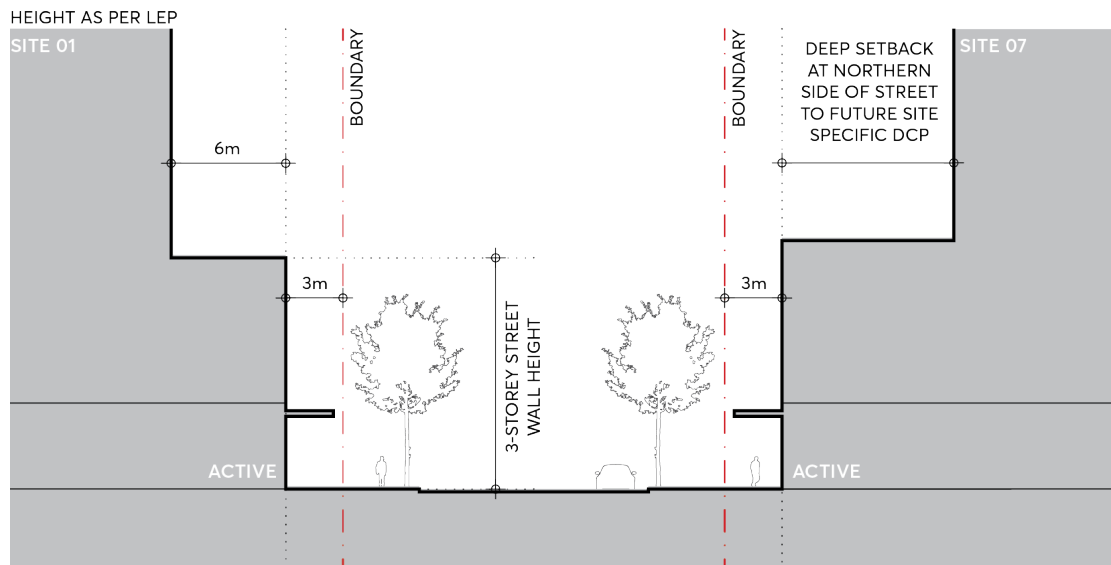 HEIGHT AS PER LEP
SITE 01
BOUNDARY
BOUNDARY
DEEP SETBACK
AT NORTHERN
SIDE OF STREET
TO FUTURE SITE
SPECIFIC DCP
SITE 07
6m
3m
3m
3-STOREY STREET
WALL HEIGHT
ACTIVE
ACTIVE